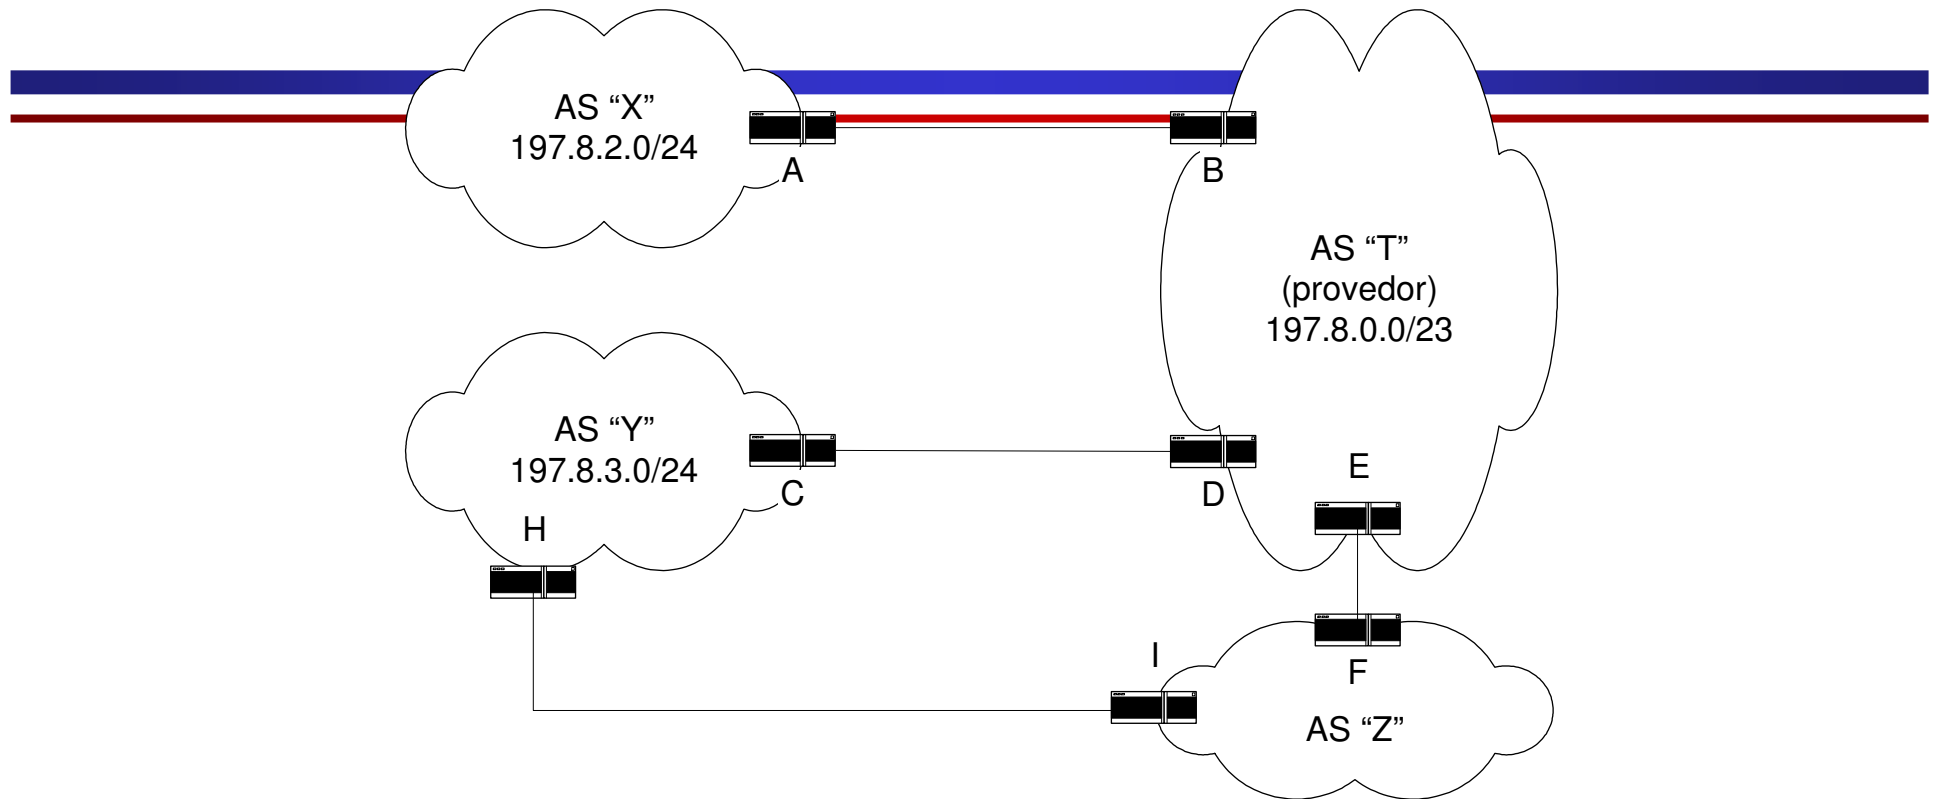 AS “X”
197.8.2.0/24
A
B
AS “T”
(provedor)
197.8.0.0/23
AS “Y”
197.8.3.0/24
C
D
E
H
I
F
AS “Z”